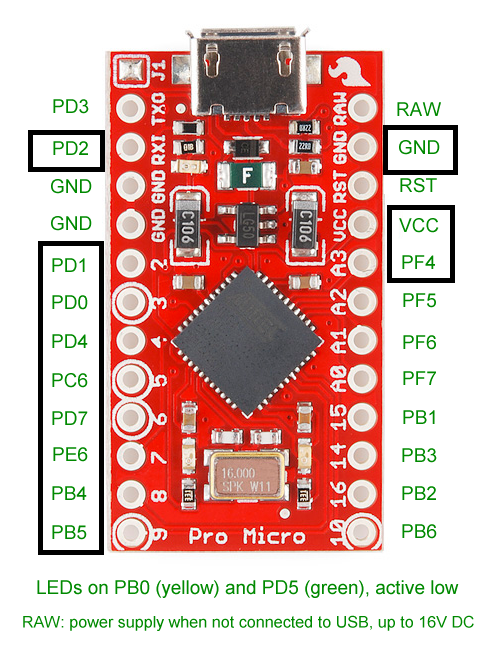 J1
PD3 TXO RAW RAW
PD2 RXI GND GND
GND GND RST RST
GND GND VCC VCC
PD1 2 A3 PF4
PD0 3 A2 PF5
PD4 4 A1 PF6
PC6 5 A0 PF7
PD7 6 15 PB1
PE6 7 14 PB3
PB4 8 16 PB2
PB5 9 10 PB6
F
C106 LG50 C106
16.000
SPK W11
Pro Micro
LEDs on PB0 (yellow) and PD5 (green), active low
RAW: power supply when not connected to USB, up to 16V DC